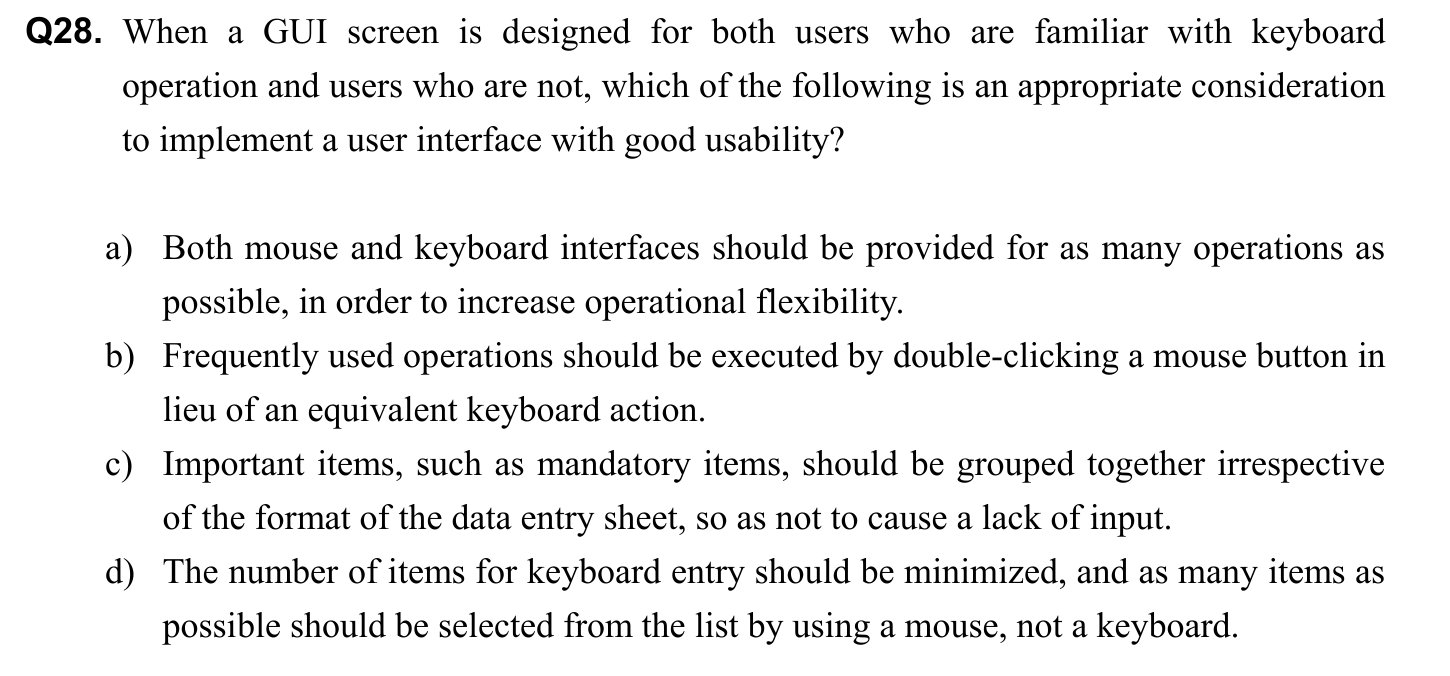 Q28. When a GUI screen is designed for both users who are familiar with keyboard
operation and users who are not, which of the following is an appropriate consideration
to implement a user interface with good usability?
a) Both mouse and keyboard interfaces should be provided for as many operations as
possible, in order to increase operational flexibility.
b) Frequently used operations should be executed by double-clicking a mouse button in
lieu of an equivalent keyboard action.
c) Important items, such as mandatory items, should be grouped together irrespective
of the format of the data entry sheet, so as not to cause a lack of input.
d) The number of items for keyboard entry should be minimized, and as many items as
possible should be selected from the list by using a mouse, not a keyboard.